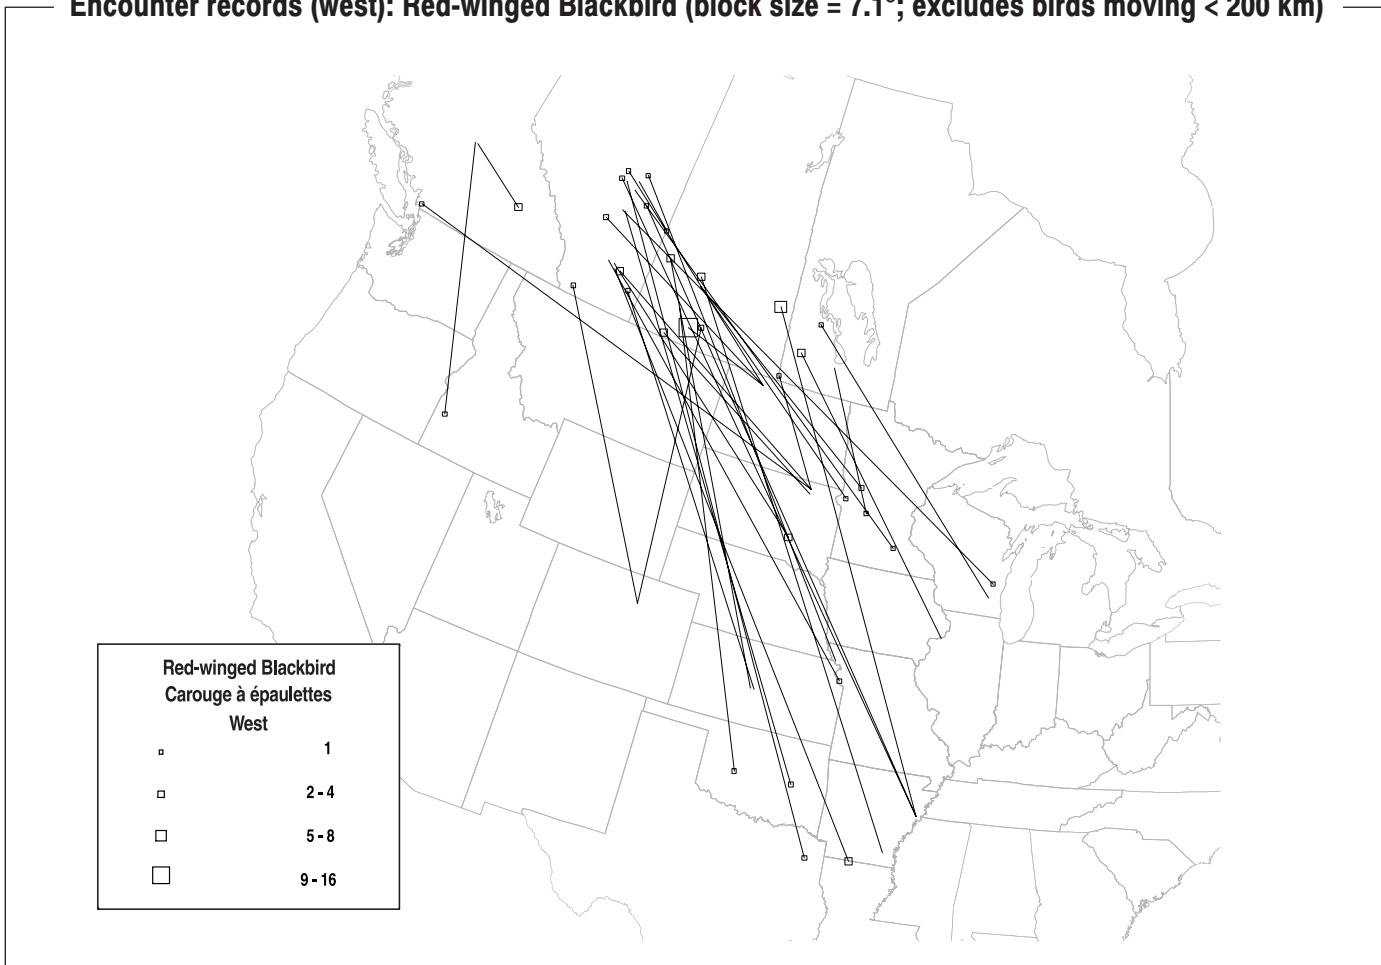 Encounter records (west): Red-winged Blackbird (block size = 7.1°; excludes birds moving < 200 km)
Red-winged Blackbird
Carouge à épaulettes
West
1
2 - 4
5 - 8
9 - 16